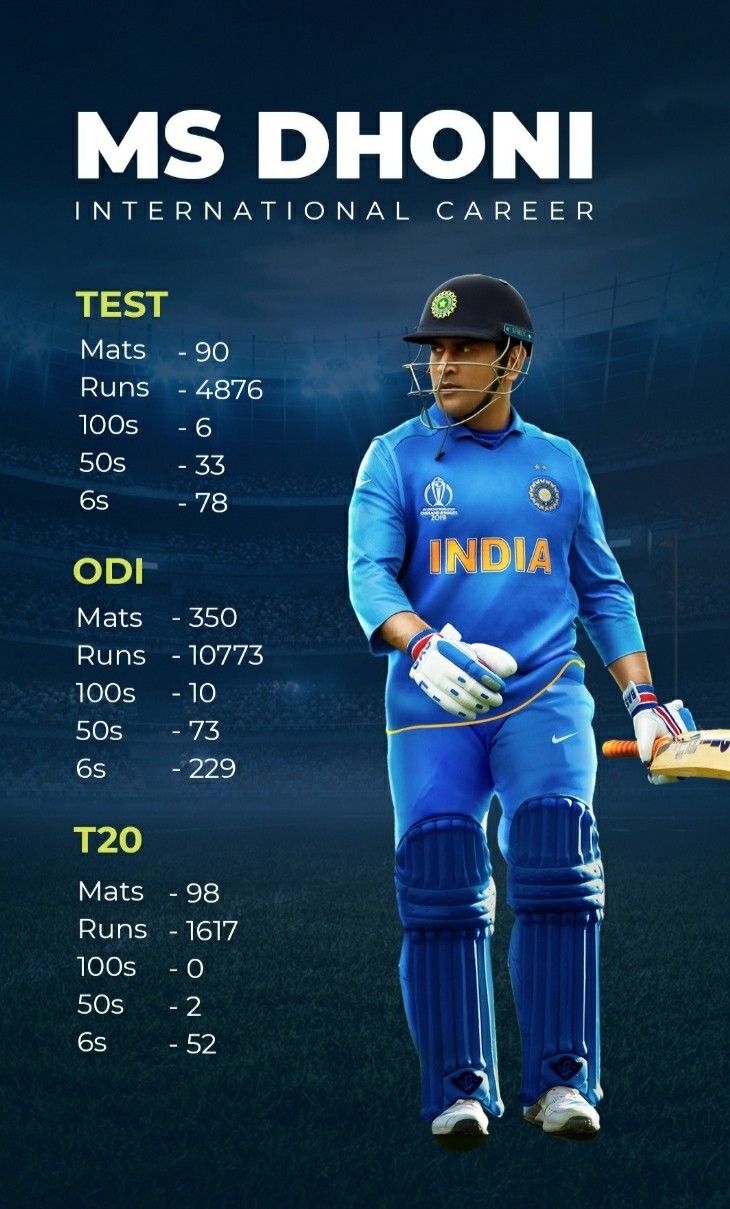 MS DHONI
INTERNATIONAL CAREER
TEST
Mats - 90
Runs - 4876
100s - 6
50s - 33
6s - 78
ODI
Mats - 350
Runs - 10773
100s - 10
50s - 73
6s - 229
T20
Mats - 98
Runs - 1617
100s - 0
50s - 2
6s - 52
2019
INDIA